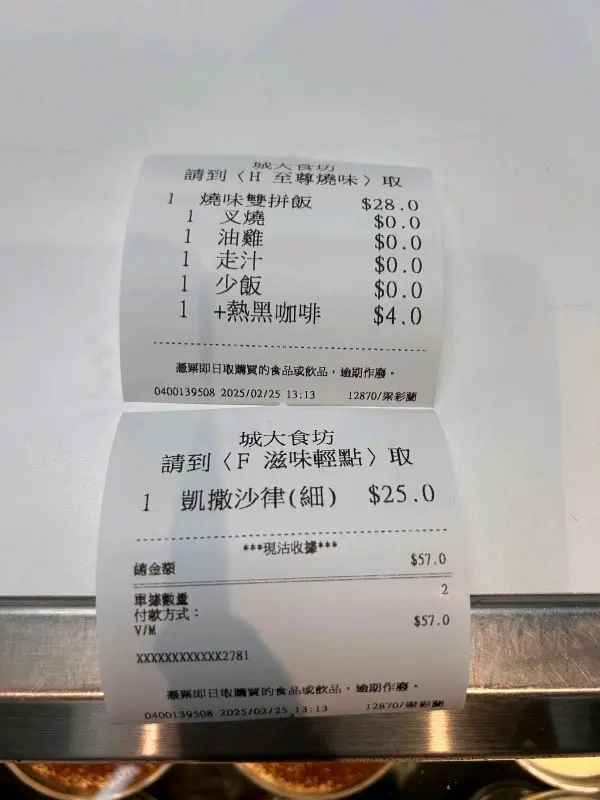 城大食坊
請到〈H 至尊燒味〉取
1 燒味雙拼飯 $28.0
1 叉燒 $0.0
1 油雞 $0.0
1 走汁 $0.0
1 少飯 $0.0
1 +熱黑咖啡 $4.0
憑票即日取購買的食品或飲品，逾期作廢。
0400139508 2025/02/25 13:13 12870/梁彩蘭
城大食坊
請到〈F 滋味輕點〉取
1 凱撒沙律(細) $25.0
***現沽收據***
總金額 $57.0
單據數量 2
付款方式：
V/M $57.0
XXXXXXXXXXXX2781
憑票即日取購買的食品或飲品，逾期作廢。
0400139508 2025/02/25 13:13 12870/梁彩蘭